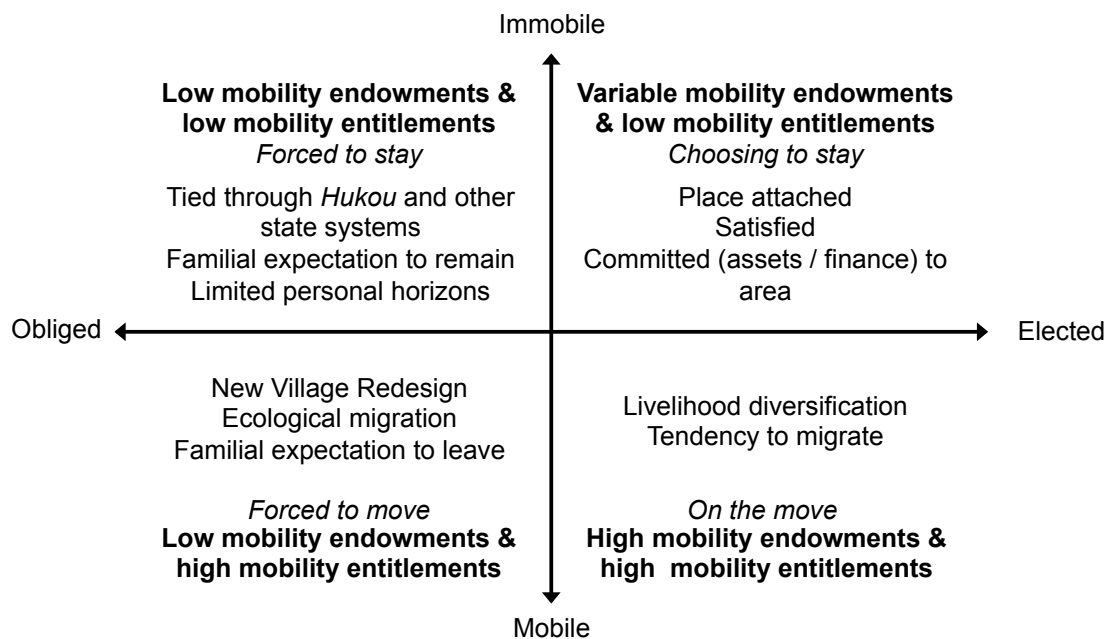 Immobile
Low mobility endowments &
low mobility entitlements
Forced to stay
Tied through Hukou and other
state systems
Familial expectation to remain
Limited personal horizons
Variable mobility endowments
& low mobility entitlements
Choosing to stay
Place attached
Satisfied
Committed (assets / finance) to
area
Obliged
Elected
New Village Redesign
Ecological migration
Familial expectation to leave
Forced to move
Low mobility endowments &
high mobility entitlements
Livelihood diversification
Tendency to migrate
On the move
High mobility endowments &
high  mobility entitlements
Mobile